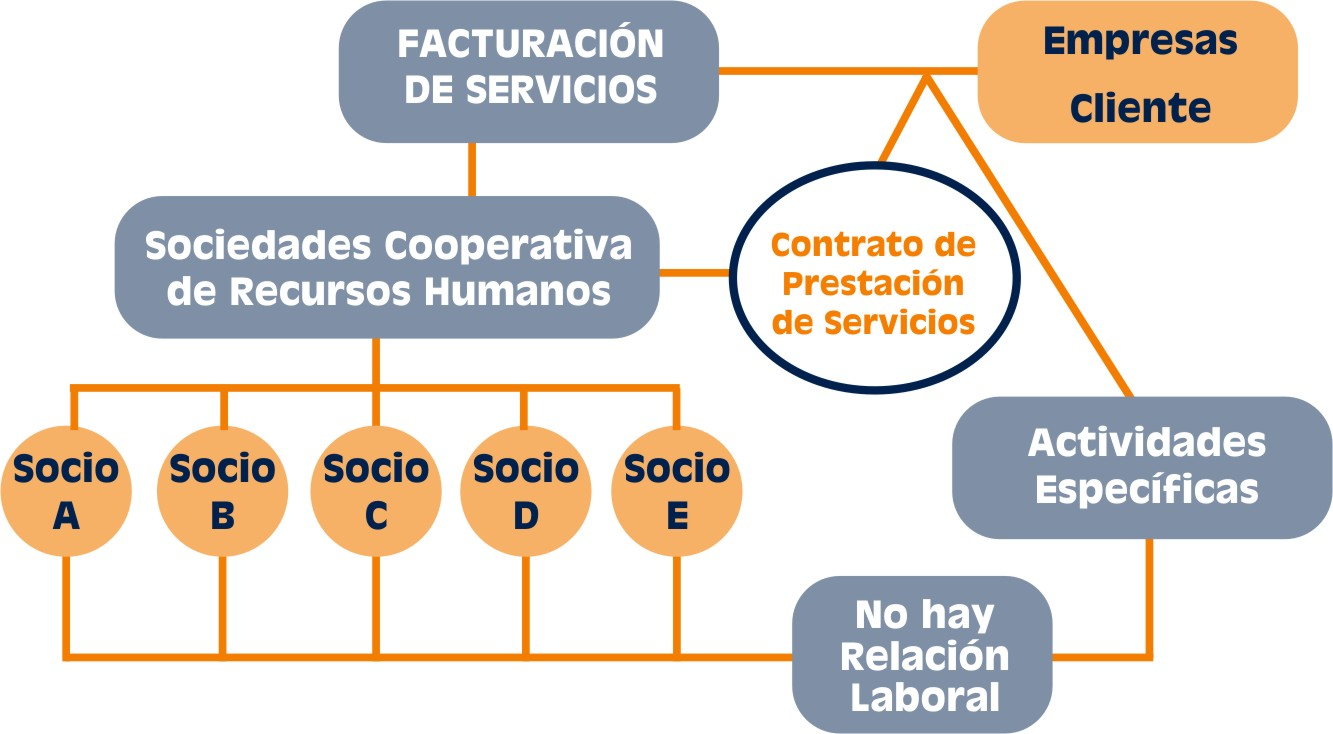 FACTURACIÓN
DE SERVICIOS
Empresas
Cliente
Sociedades Cooperativa
de Recursos Humanos
Contrato de
Prestación
de Servicios
Socio
A
Socio
B
Socio
C
Socio
D
Socio
E
Actividades
Específicas
No hay
Relación
Laboral